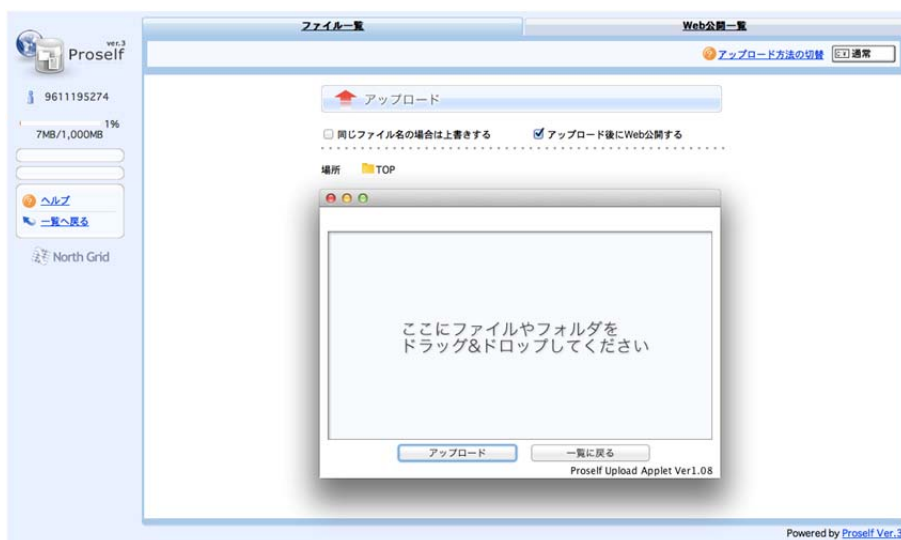 ファイル一覧
Web公開一覧
ver.3
Proself
アップロード方法の切替
通常
9611195274
1%
7MB/1,000MB
ヘルプ
一覧へ戻る
North Grid
アップロード
同じファイル名の場合は上書きする
アップロード後にWeb公開する
場所
TOP
ここにファイルやフォルダを
ドラッグ&ドロップしてください
アップロード
一覧に戻る
Proself Upload Applet Ver1.08
Powered by Proself Ver.3